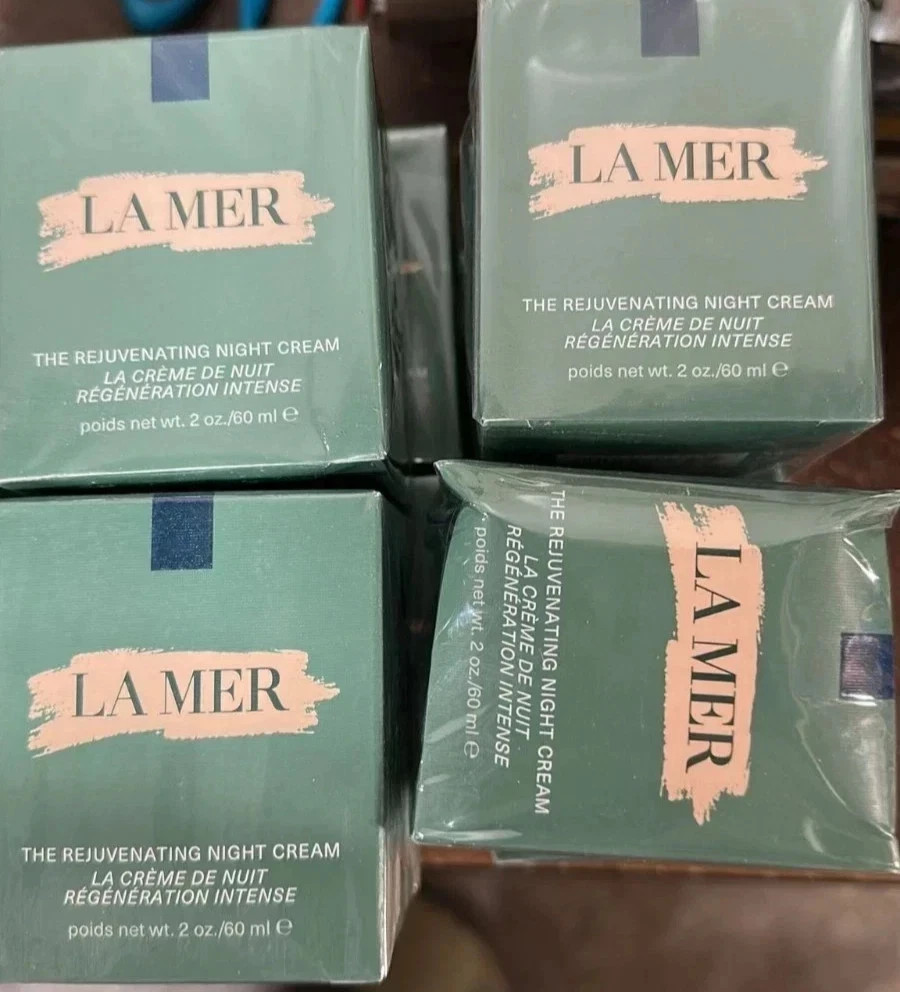 LA MER
THE REJUVENATING NIGHT CREAM
LA CRÈME DE NUIT
RÉGÉNÉRATION INTENSE
poids net wt. 2 oz./60 ml ℮
LA MER
THE REJUVENATING NIGHT CREAM
LA CRÈME DE NUIT
RÉGÉNÉRATION INTENSE
poids net wt. 2 oz./60 ml ℮
LA MER
THE REJUVENATING NIGHT CREAM
LA CRÈME DE NUIT
RÉGÉNÉRATION INTENSE
poids net wt. 2 oz./60 ml ℮
LA MER
THE REJUVENATING NIGHT CREAM
LA CRÈME DE NUIT
RÉGÉNÉRATION INTENSE
poids net wt. 2 oz./60 ml ℮